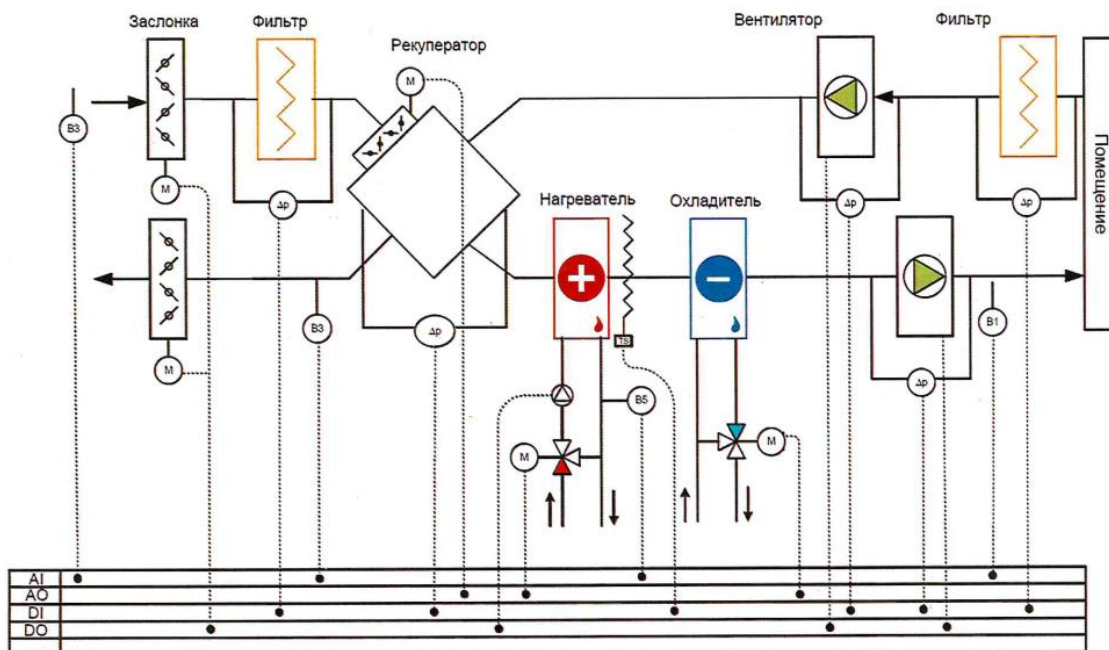 Заслонка
Фильтр
Рекуператор
Вентилятор
Фильтр
M
B3
M
Δp
Δp
Δp
Помещение
Нагреватель
Охладитель
B3
Δp
TS
B1
M
Δp
B5
M
M
AI
AO
DI
DO